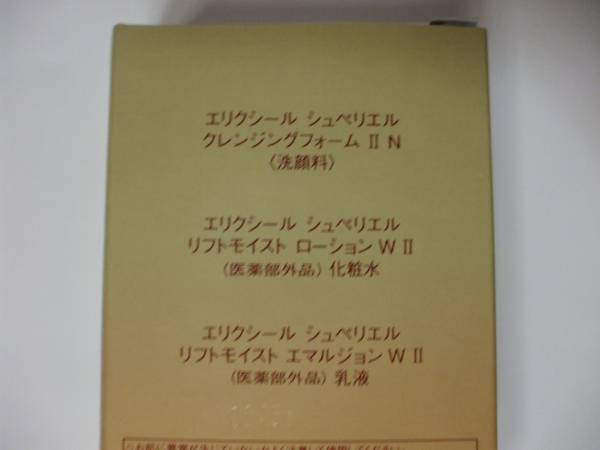 エリクシール シュペリエル
クレンジングフォーム II N
〈洗顔料〉
エリクシール シュペリエル
リフトモイスト ローション W II
(医薬部外品) 化粧水
エリクシール シュペリエル
リフトモイスト エマルジョン W II
(医薬部外品) 乳液